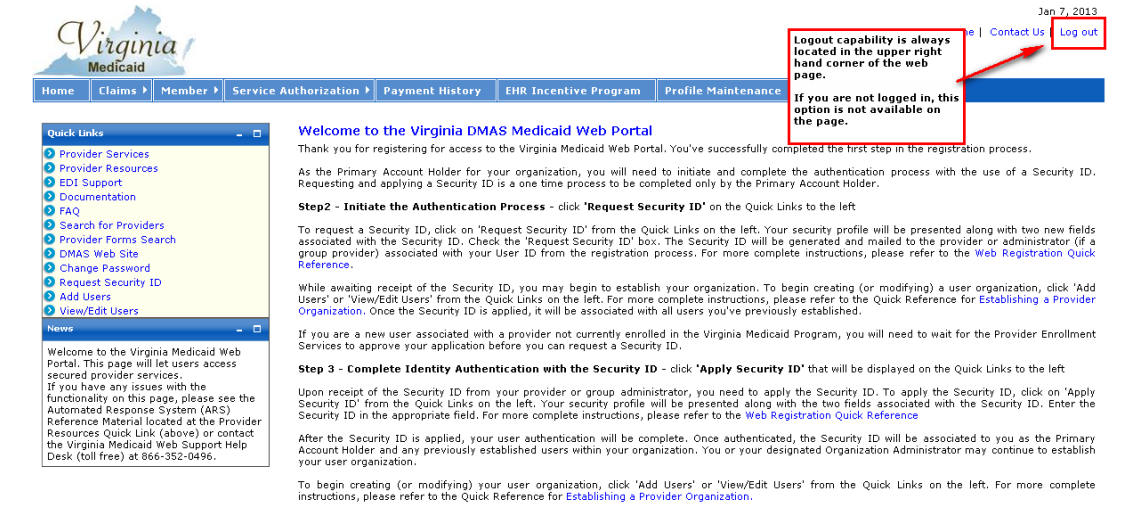 Jan 7, 2013
Virginia
Medicaid
Contact Us | Log out
Logout capability is always
located in the upper right
hand corner of the web
page.
If you are not logged in, this
option is not available on
the page.
Home Claims Member Service Authorization Payment History EHR Incentive Program Profile Maintenance
Quick Links
Provider Services
Provider Resources
EDI Support
Documentation
FAQ
Search for Providers
Provider Forms Search
DMAS Web Site
Change Password
Request Security ID
Add Users
View/Edit Users
News
Welcome to the Virginia Medicaid Web
Portal. This page will let users access
secured provider services.
If you have any issues with the
functionality on this page, please see the
Automated Response System (ARS)
Reference Material located at the Provider
Resources Quick Link (above) or contact
the Virginia Medicaid Web Support Help
Desk (toll free) at 866-352-0496.
Welcome to the Virginia DMAS Medicaid Web Portal
Thank you for registering for access to the Virginia Medicaid Web Portal. You've successfully completed the first step in the registration process.
As the Primary Account Holder for your organization, you will need to initiate and complete the authentication process with the use of a Security ID.
Requesting and applying a Security ID is a one time process to be completed only by the Primary Account Holder.
Step2 - Initiate the Authentication Process - click 'Request Security ID' on the Quick Links to the left
To request a Security ID, click on 'Request Security ID' from the Quick Links on the left. Your security profile will be presented along with two new fields
associated with the Security ID. Check the 'Request Security ID' box. The Security ID will be generated and mailed to the provider or administrator (if a
group provider) associated with your User ID from the registration process. For more complete instructions, please refer to the Web Registration Quick
Reference.
While awaiting receipt of the Security ID, you may begin to establish your organization. To begin creating (or modifying) a user organization, click 'Add
Users' or 'View/Edit Users' from the Quick Links on the left. For more complete instructions, please refer to the Quick Reference for Establishing a Provider
Organization. Once the Security ID is applied, it will be associated with all users you've previously established.
If you are a new user associated with a provider not currently enrolled in the Virginia Medicaid Program, you will need to wait for the Provider Enrollment
Services to approve your application before you can request a Security ID.
Step 3 - Complete Identity Authentication with the Security ID - click 'Apply Security ID' that will be displayed on the Quick Links to the left
Upon receipt of the Security ID from your provider or group administrator, you need to apply the Security ID. To apply the Security ID, click on 'Apply
Security ID' from the Quick Links on the left. Your security profile will be presented along with the two fields associated with the Security ID. Enter the
Security ID in the appropriate field. For more complete instructions, please refer to the Web Registration Quick Reference
After the Security ID is applied, your user authentication will be complete. Once authenticated, the Security ID will be associated to you as the Primary
Account Holder and any previously established users within your organization. You or your designated Organization Administrator may continue to establish
your user organization.
To begin creating (or modifying) your user organization, click 'Add Users' or 'View/Edit Users' from the Quick Links on the left. For more complete
instructions, please refer to the Quick Reference for Establishing a Provider Organization.